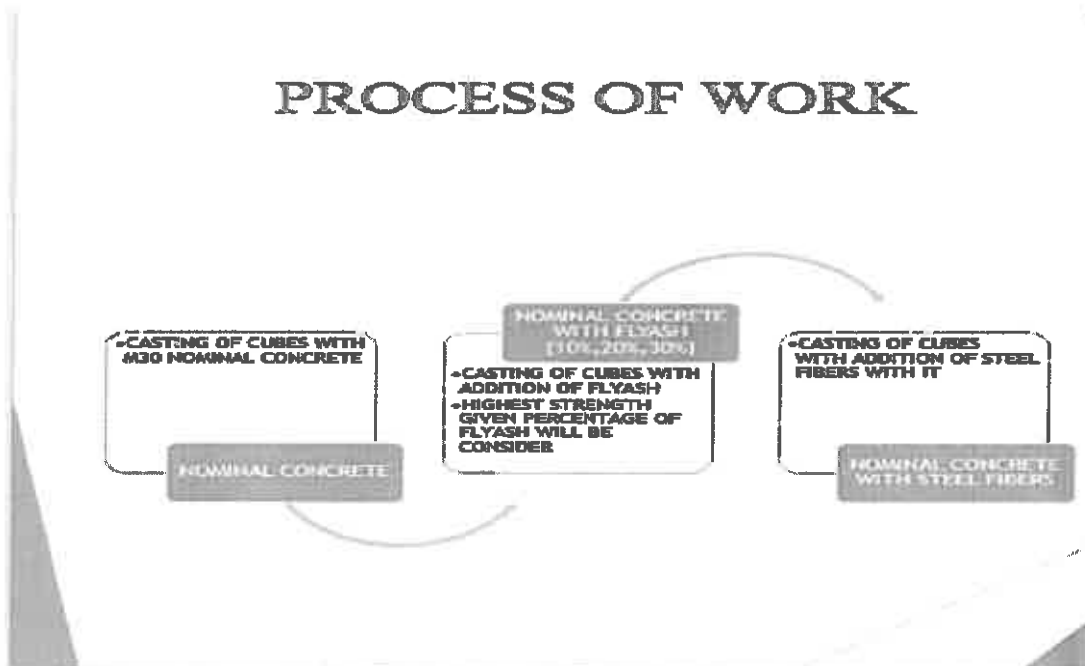 PROCESS OF WORK
•CASTING OF CUBES WITH
M30 NOMINAL CONCRETE
NOMINAL CONCRETE
NOMINAL CONCRETE
WITH FLYASH
[10%,20%,30%]
•CASTING OF CUBES WITH
ADDITION OF FLYASH
•HIGHEST STRENGTH
GIVEN PERCENTAGE OF
FLYASH WILL BE
CONSIDER
•CASTING OF CUBES
WITH ADDITION OF STEEL
FIBERS WITH IT
NOMINAL CONCRETE
WITH STEEL FIBERS